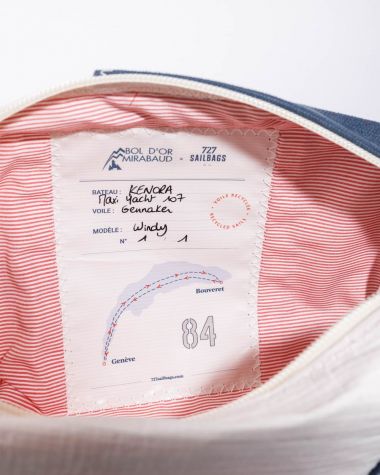 BOL D'OR MIRABAUD - 727 SAILBAGS
BATEAU : KENORA
Maxi Yacht 107
VOILE : Gennaker
VOILE RECYCLÉE
RECYCLED SAILS
MODÈLE : Windy
N° 1 1
Bouveret
84
Genève
727sailbags.com